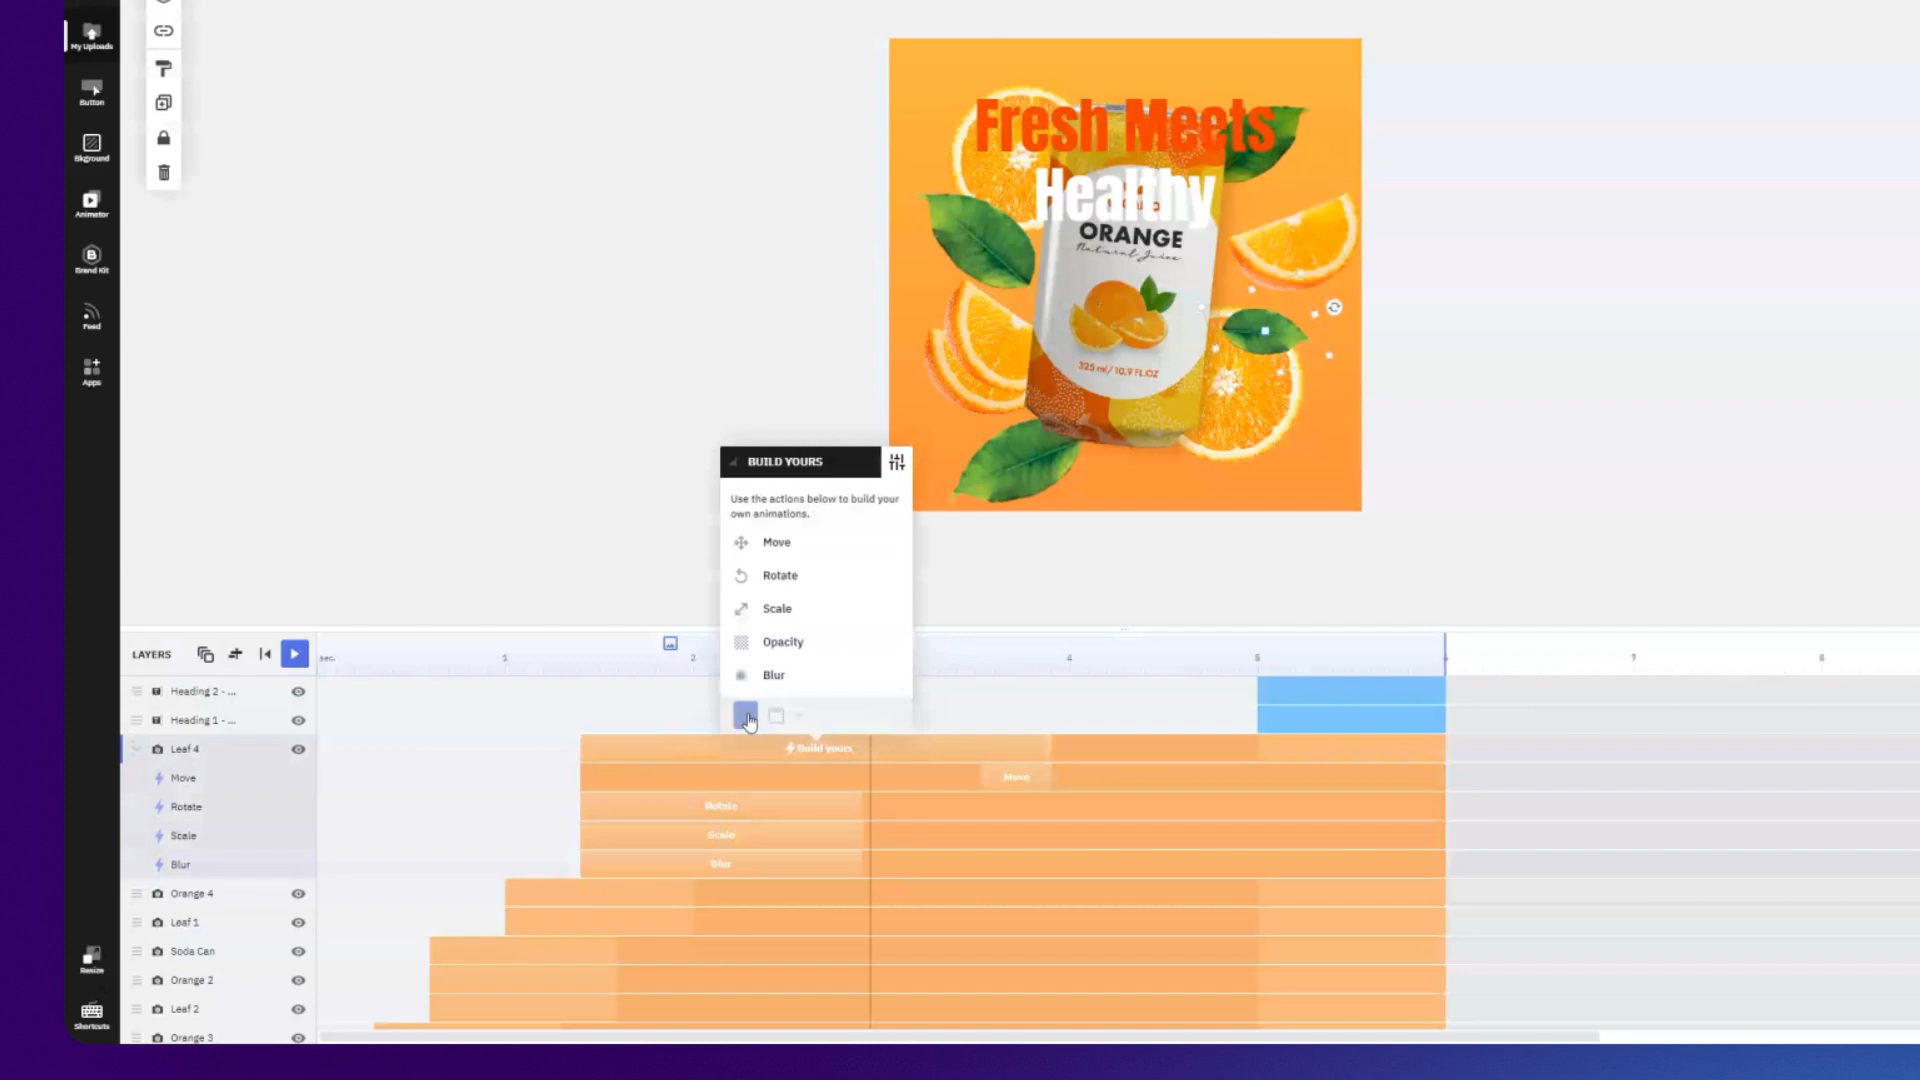 My Uploads
Button
Bkground
Animator
Brand Kit
Feed
Apps
Resize
Shortcuts
Fresh Meets
Healthy
ORANGE
Natural Juice
325 ml/10.9 FL.OZ
BUILD YOURS
Use the actions below to build your
own animations.
Move
Rotate
Scale
Opacity
Blur
LAYERS
sec.
1
2
4
5
7
8
Heading 2 - ...
Heading 1 - ...
Leaf 4
Build yours
Move
Move
Rotate
Rotate
Scale
Scale
Blur
Blur
Orange 4
Leaf 1
Soda Can
Orange 2
Leaf 2
Orange 3